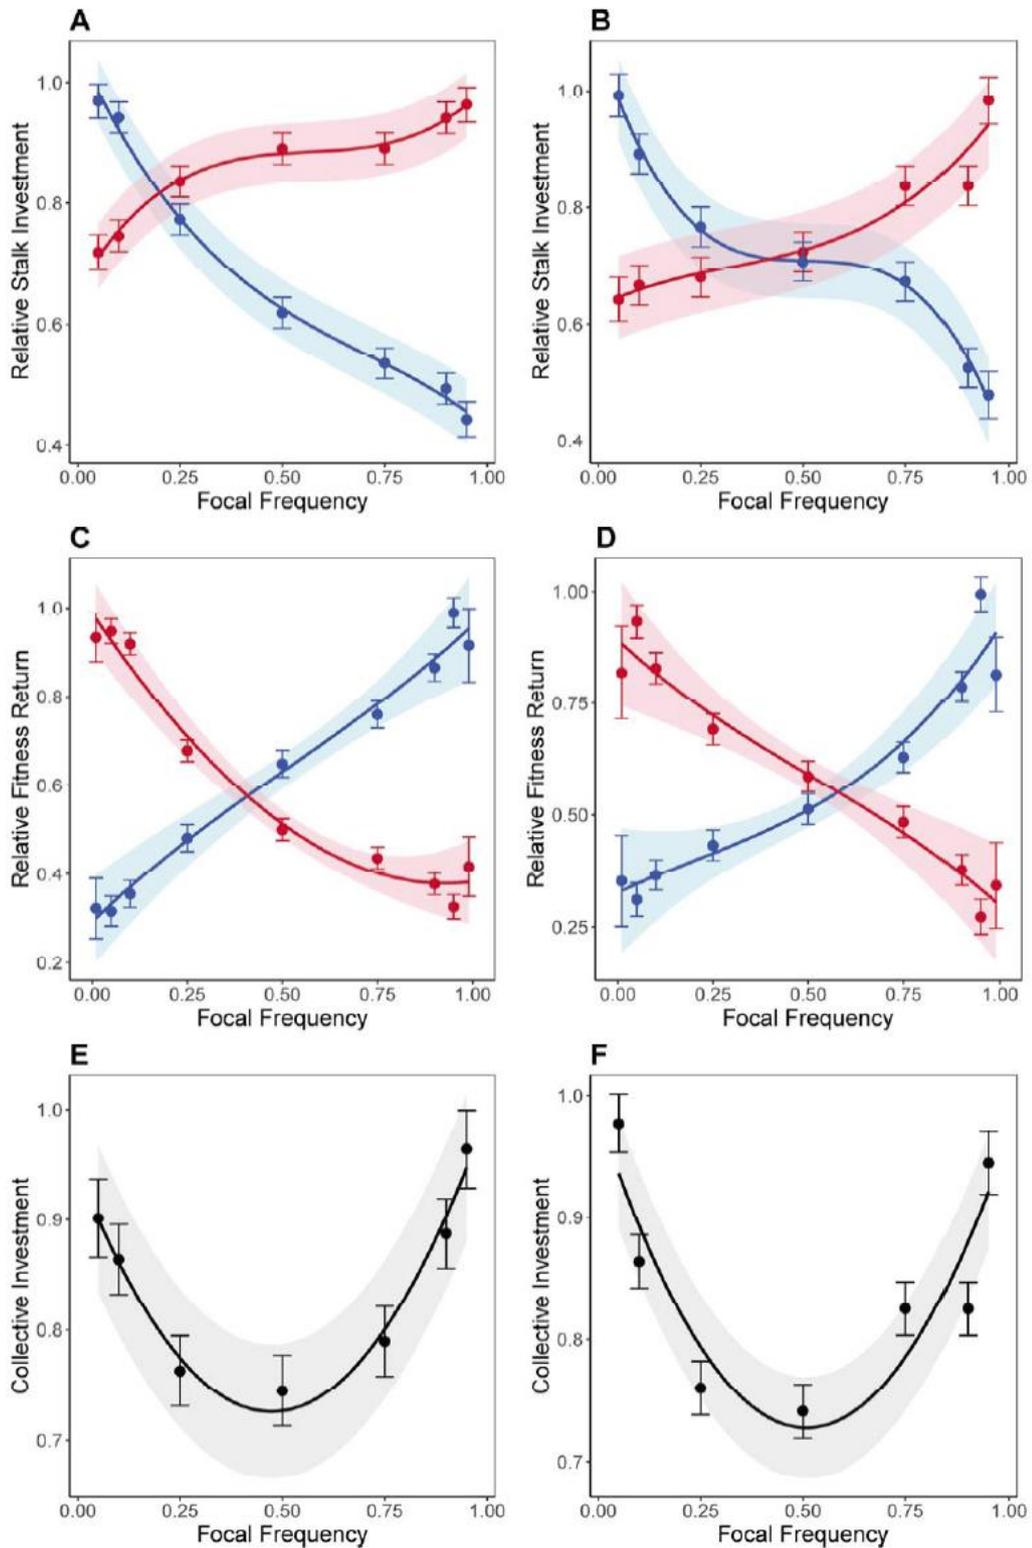 A
Relative Stalk Investment
1.0
0.8
0.6
0.4
0.00 0.25 0.50 0.75 1.00
Focal Frequency
B
Relative Stalk Investment
1.0
0.8
0.6
0.4
0.00 0.25 0.50 0.75 1.00
Focal Frequency
C
Relative Fitness Return
1.0
0.8
0.6
0.4
0.2
0.00 0.25 0.50 0.75 1.00
Focal Frequency
D
Relative Fitness Return
1.00
0.75
0.50
0.25
0.00 0.25 0.50 0.75 1.00
Focal Frequency
E
Collective Investment
1.0
0.9
0.8
0.7
0.00 0.25 0.50 0.75 1.00
Focal Frequency
F
Collective Investment
1.0
0.9
0.8
0.7
0.00 0.25 0.50 0.75 1.00
Focal Frequency